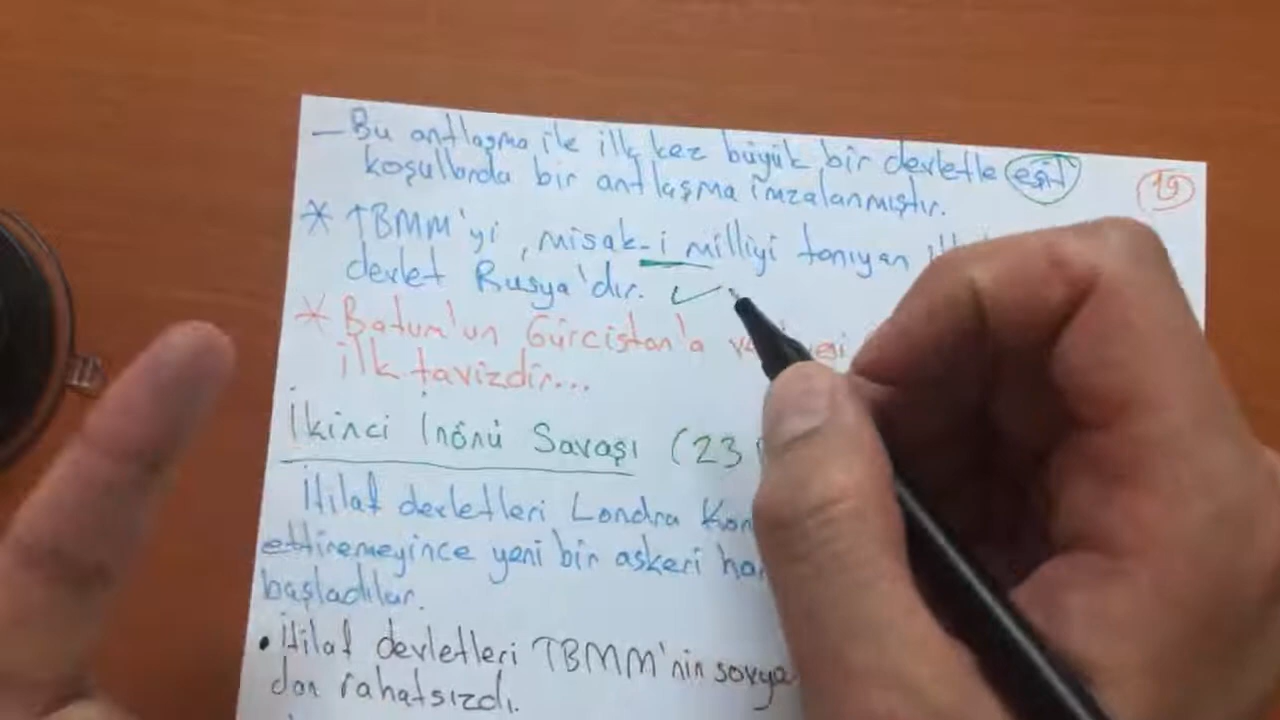 — Bu antlaşma ile ilk kez büyük bir devletle eşit
19
koşullarda bir antlaşma imzalanmıştır.
* TBMM'yi, misak-i milliyi tanıyan
devlet Rusya'dır. ✓
* Batum'un Gürcistan'a
ilk tavizdir...
İkinci İnönü Savaşı (23
İtilaf devletleri Londra
ettiremeyince yeni bir askeri
başladılar.
• İtilaf devletleri TBMM'nin
dan rahatsızdı.